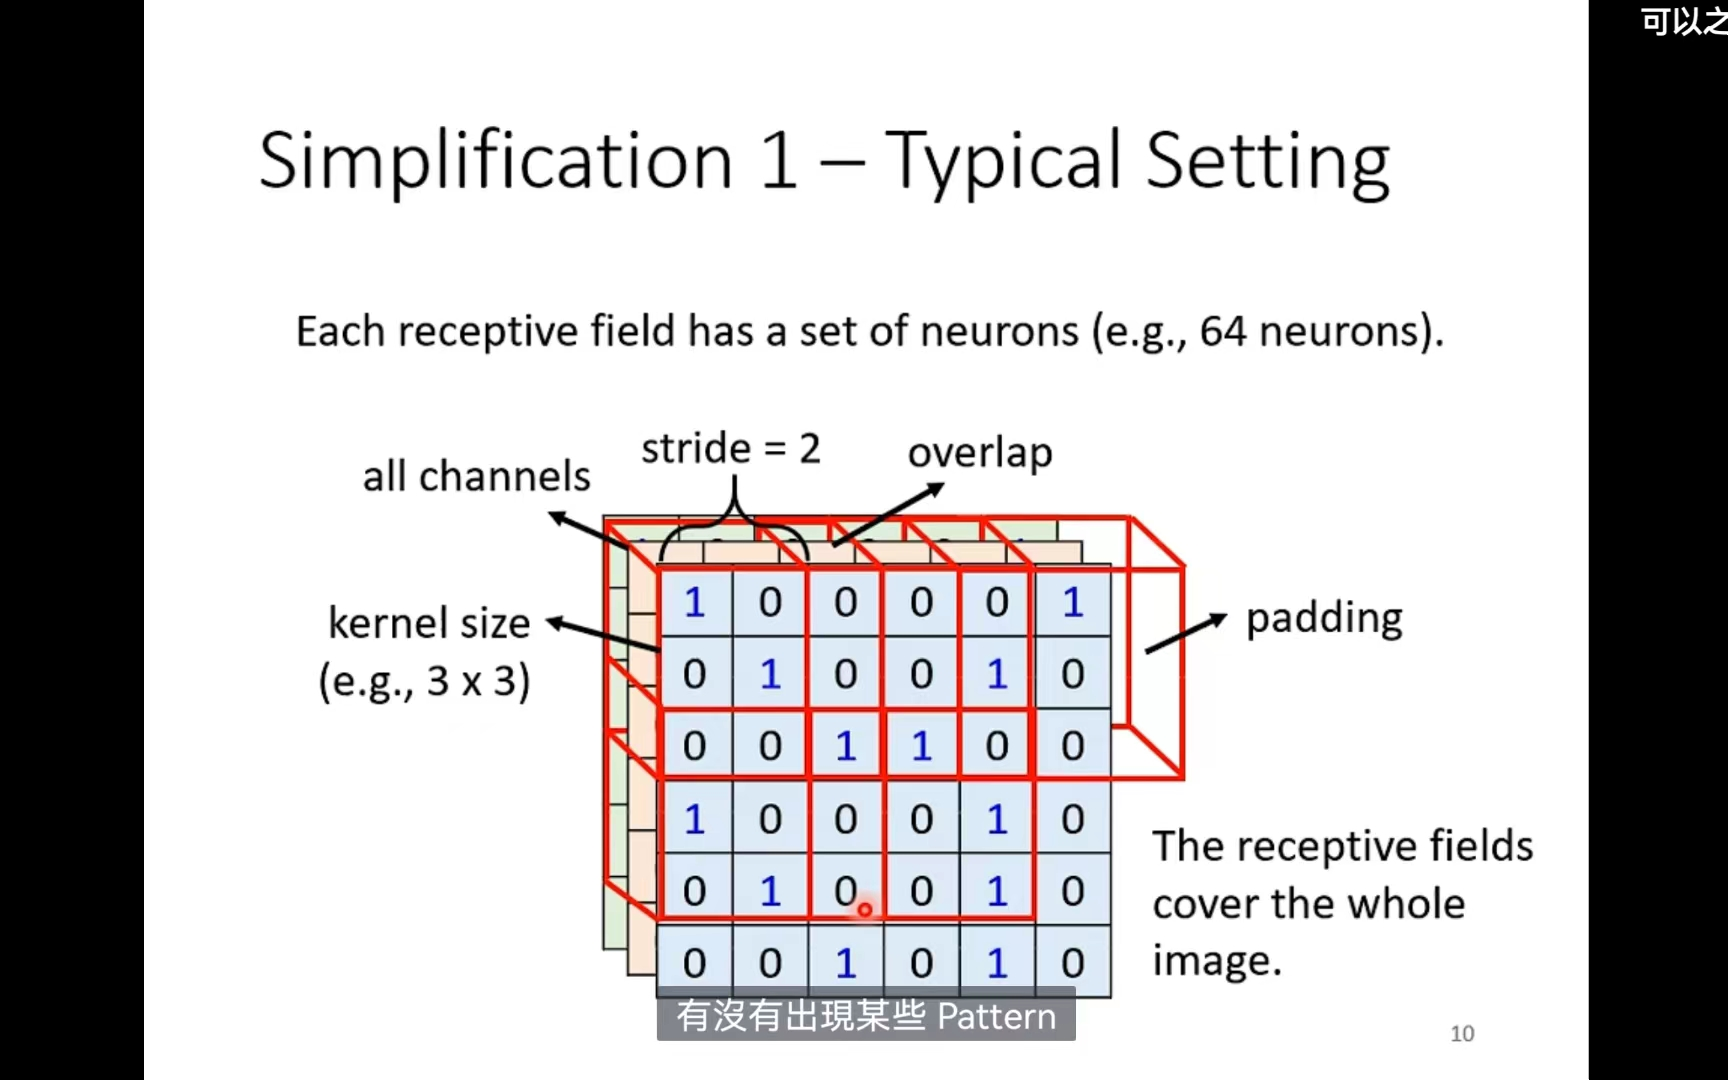 可以之
Simplification 1 – Typical Setting
Each receptive field has a set of neurons (e.g., 64 neurons).
stride = 2
overlap
all channels
kernel size
(e.g., 3 x 3)
padding
1 0 0 0 0 1
0 1 0 0 1 0
0 0 1 1 0 0
1 0 0 0 1 0
0 1 0 0 1 0
0 0 1 0 1 0
The receptive fields
cover the whole
image.
有沒有出現某些 Pattern
10